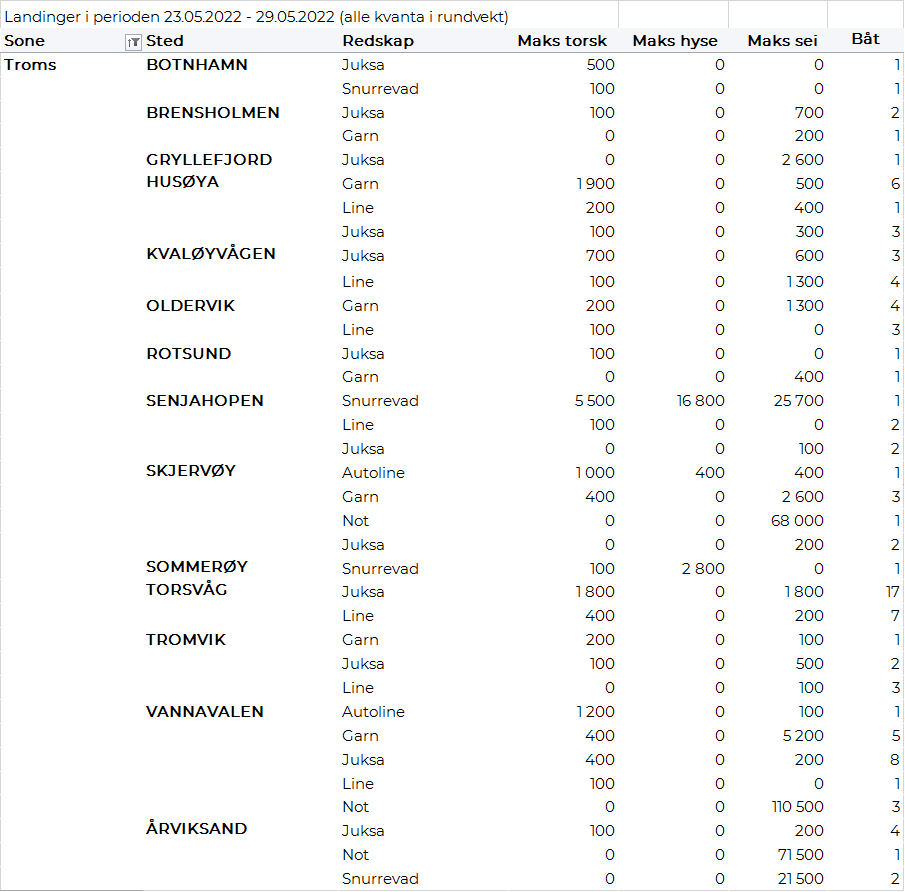 Landinger i perioden 23.05.2022 - 29.05.2022 (alle kvanta i rundvekt)
Sone Sted Redskap Maks torsk Maks hyse Maks sei Båt
Troms BOTNHAMN Juksa 500 0 0 1
Snurrevad 100 0 0 1
BRENSHOLMEN Juksa 100 0 700 2
Garn 0 0 200 1
GRYLLEFJORD Juksa 0 0 2 600 1
HUSØYA Garn 1 900 0 500 6
Line 200 0 400 1
Juksa 100 0 300 3
KVALØYVÅGEN Juksa 700 0 600 3
Line 100 0 1 300 4
OLDERVIK Garn 200 0 1 300 4
Line 100 0 0 3
ROTSUND Juksa 100 0 0 1
Garn 0 0 400 1
SENJAHOPEN Snurrevad 5 500 16 800 25 700 1
Line 100 0 0 2
Juksa 0 0 100 2
SKJERVØY Autoline 1 000 400 400 1
Garn 400 0 2 600 3
Not 0 0 68 000 1
Juksa 0 0 200 2
SOMMERØY Snurrevad 100 2 800 0 1
TORSVÅG Juksa 1 800 0 1 800 17
Line 400 0 200 7
TROMVIK Garn 200 0 100 1
Juksa 100 0 500 2
Line 0 0 100 3
VANNAVALEN Autoline 1 200 0 100 1
Garn 400 0 5 200 5
Juksa 400 0 200 8
Line 100 0 0 1
Not 0 0 110 500 3
ÅRVIKSAND Juksa 100 0 200 4
Not 0 0 71 500 1
Snurrevad 0 0 21 500 2